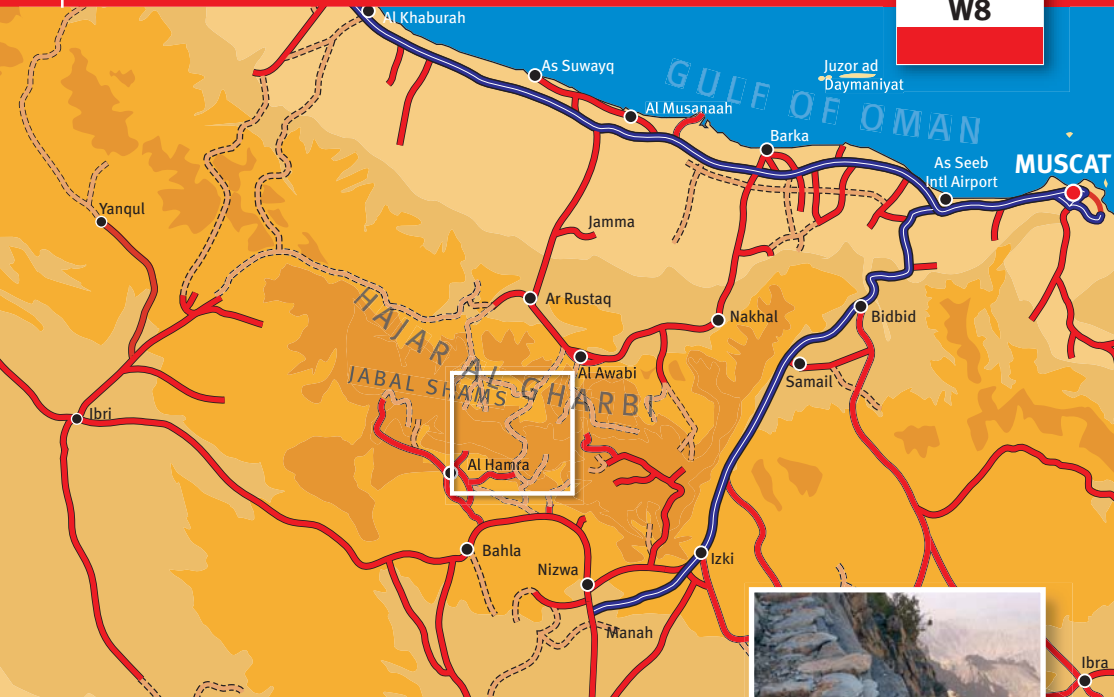 W8
Al Khaburah
As Suwayq
Juzor ad
Daymaniyat
GULF OF OMAN
Al Musanaah
Barka
As Seeb
Intl Airport
MUSCAT
Yanqul
Jamma
Ar Rustaq
HAJAR AL GHARBI
Nakhal
Bidbid
Al Awabi
JABAL SHAMS
Samail
Ibri
Al Hamra
Bahla
Izki
Nizwa
Manah
Ibra